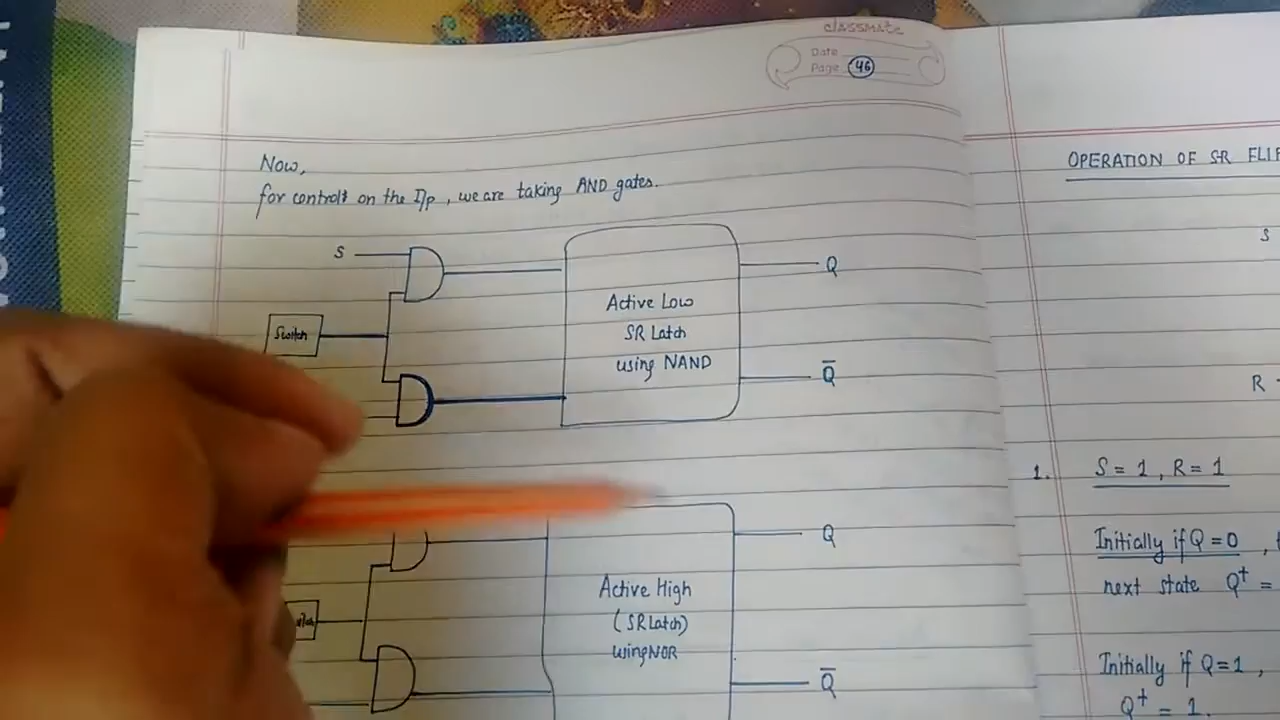 classmate
Date
Page 46
Now,
for controls on the I/p, we are taking AND gates.
S
Switch
Active Low
SR Latch
using NAND
Q
Q̅
Active High
(SR Latch)
using NOR
Q
Q̅
OPERATION OF SR
S
R
1. S = 1, R = 1
Initially if Q = 0,
next state Q⁺ =
Initially if Q = 1,
Q⁺ = 1.